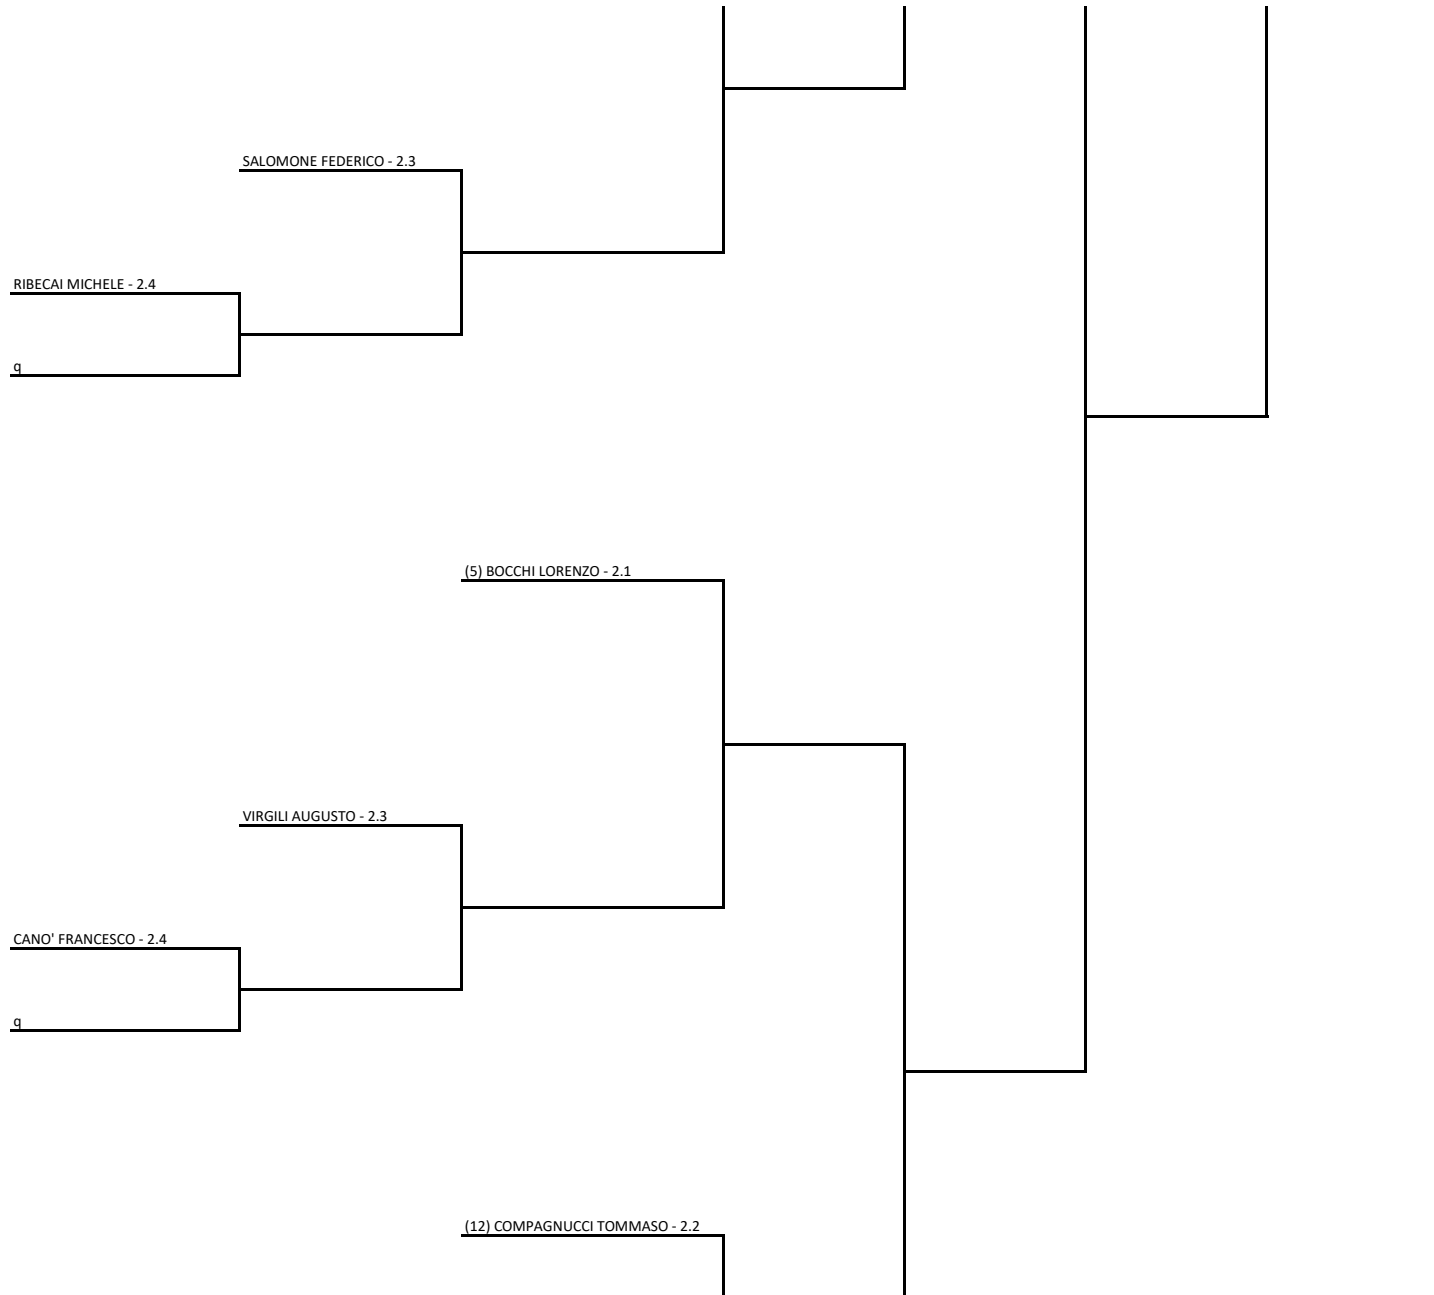 SALOMONE FEDERICO - 2.3
RIBECAI MICHELE - 2.4
q
(5) BOCCHI LORENZO - 2.1
VIRGILI AUGUSTO - 2.3
CANO' FRANCESCO - 2.4
q
(12) COMPAGNUCCI TOMMASO - 2.2